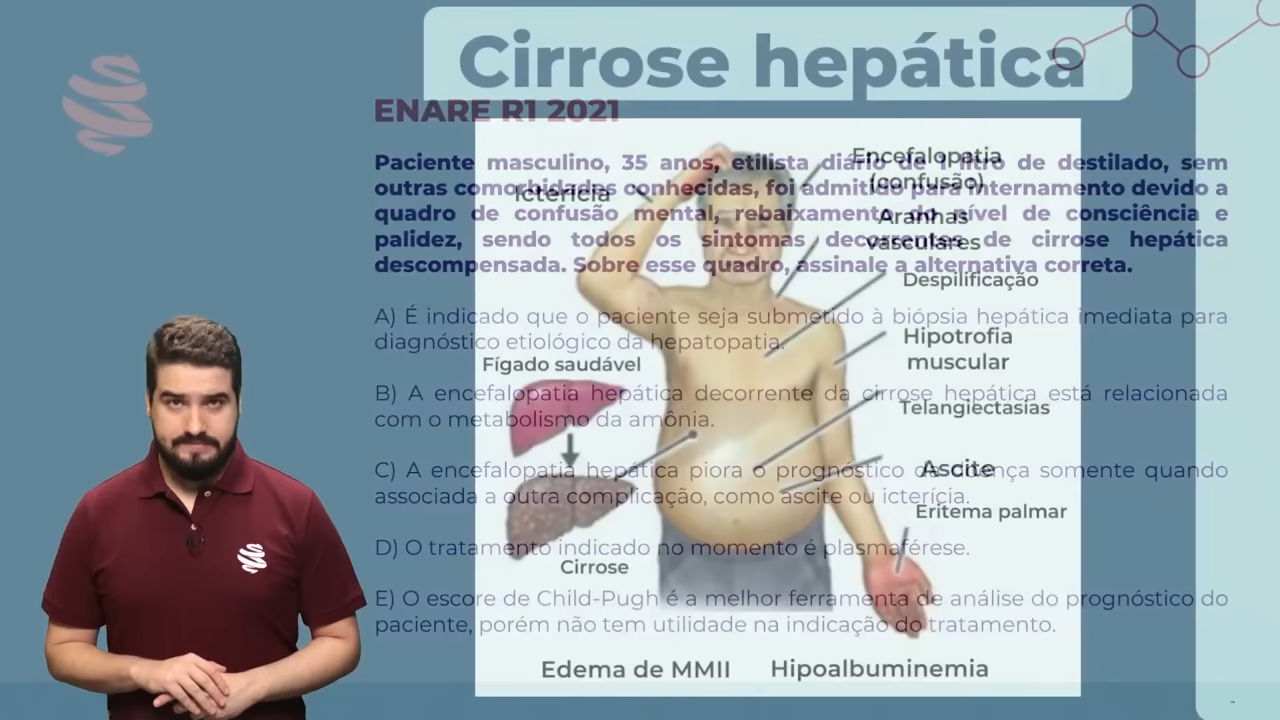 Cirrose hepática
ENARE R1 2021
Paciente masculino, 35 anos, etilista diário de 1 litro de destilado, sem
outras comorbidades conhecidas, foi admitido para internamento devido a
quadro de confusão mental, rebaixamento do nível de consciência e
palidez, sendo todos os sintomas decorrentes de cirrose hepática
descompensada. Sobre esse quadro, assinale a alternativa correta.
A) É indicado que o paciente seja submetido à biópsia hepática imediata para
diagnóstico etiológico da hepatopatia.
B) A encefalopatia hepática decorrente da cirrose hepática está relacionada
com o metabolismo da amônia.
C) A encefalopatia hepática piora o prognóstico da doença somente quando
associada a outra complicação, como ascite ou icterícia.
D) O tratamento indicado no momento é plasmaférese.
E) O escore de Child-Pugh é a melhor ferramenta de análise do prognóstico do
paciente, porém não tem utilidade na indicação do tratamento.
Icterícia
Encefalopatia
(confusão)
Aranhas
vasculares
Despilificação
Hipotrofia
muscular
Fígado saudável
Telangiectasías
Ascite
Eritema palmar
Cirrose
Edema de MMII
Hipoalbuminemia